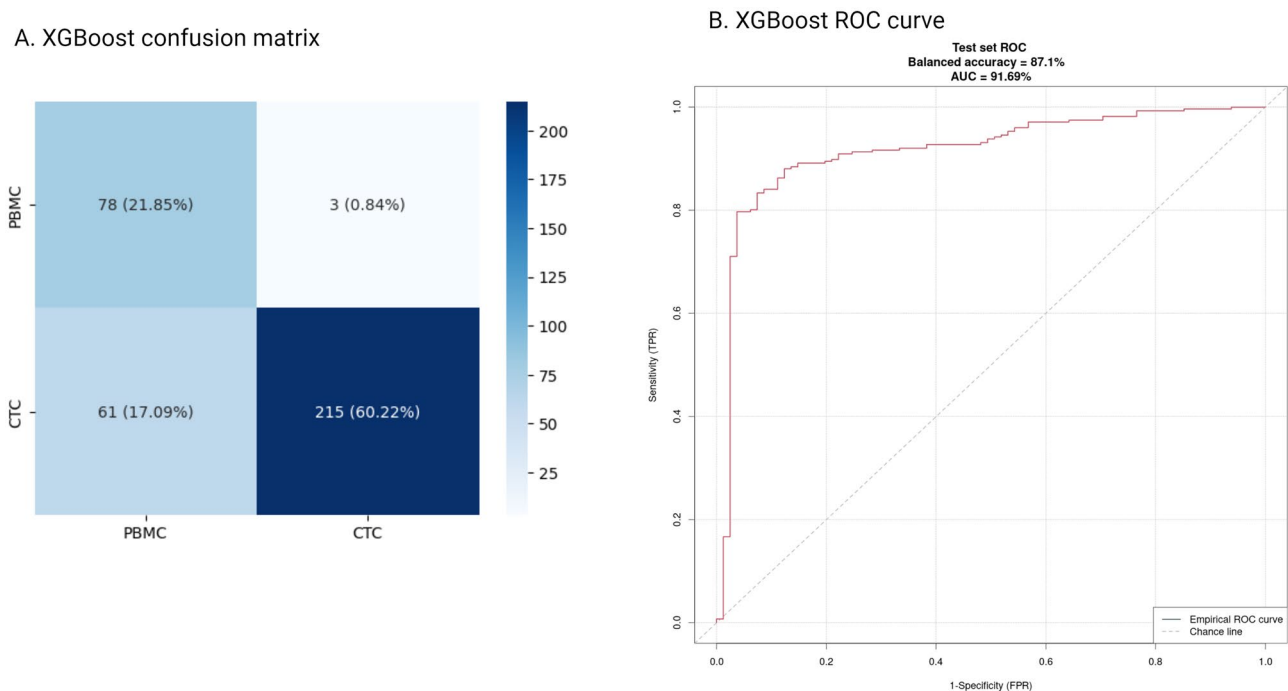 A. XGBoost confusion matrix
PBMC
CTC
78 (21.85%)
3 (0.84%)
61 (17.09%)
215 (60.22%)
PBMC
CTC
200
175
150
125
100
75
50
25
B. XGBoost ROC curve
Test set ROC
Balanced accuracy = 87.1%
AUC = 91.69%
Sensitivity (TPR)
1.0
0.8
0.6
0.4
0.2
0.0
0.0
0.2
0.4
0.6
0.8
1.0
1-Specificity (FPR)
Empirical ROC curve
Chance line